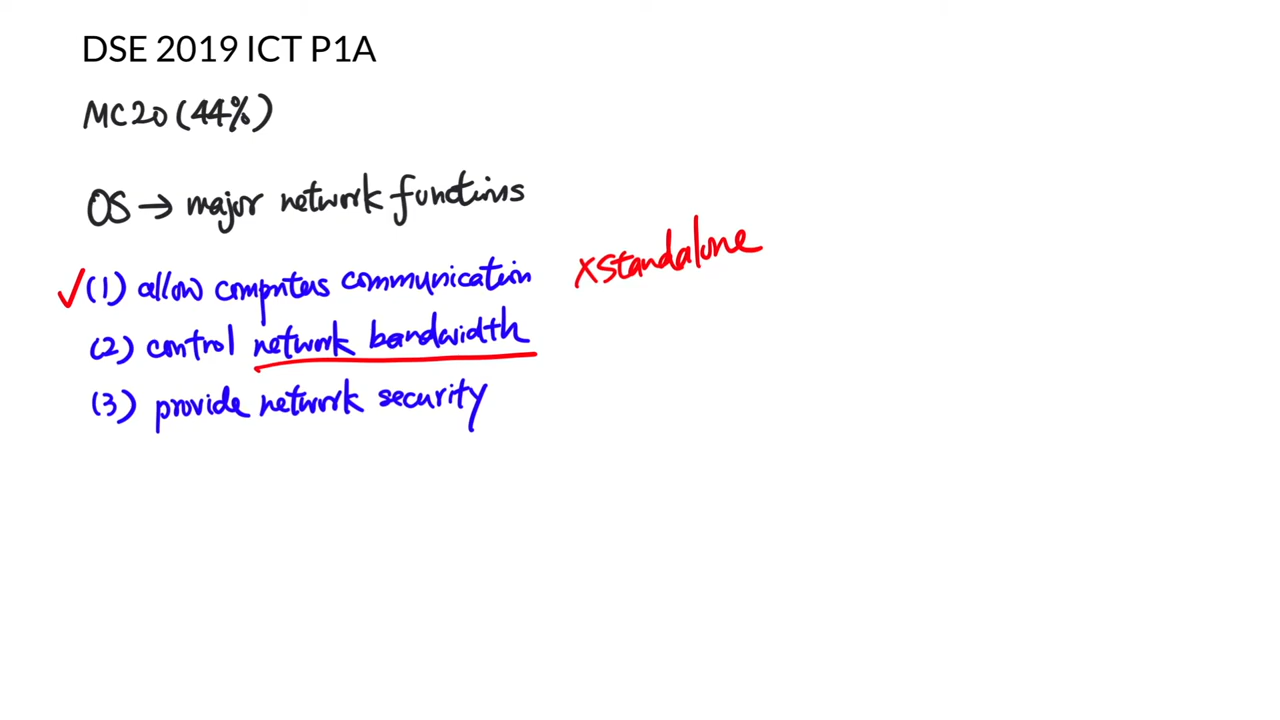 DSE 2019 ICT P1A
MC20 (44%)
OS → major network functions
✓ (1) allow computers communication x standalone
(2) control network bandwidth
(3) provide network security